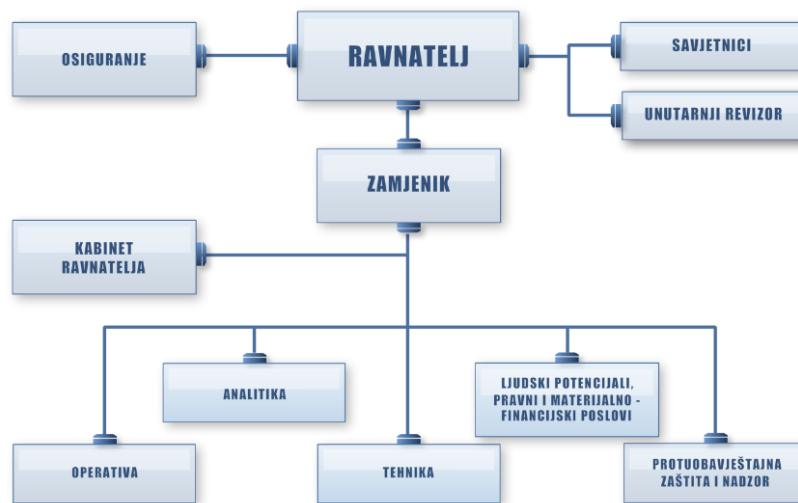 OSIGURANJE
RAVNATELJ
SAVJETNICI
UNUTARNJI REVIZOR
ZAMJENIK
KABINET
RAVNATELJA
ANALITIKA
LJUDSKI POTENCIJALI,
PRAVNI I MATERIJALNO -
FINANCIJSKI POSLOVI
OPERATIVA
TEHNIKA
PROTUOBAVJEŠTAJNA
ZAŠTITA I NADZOR